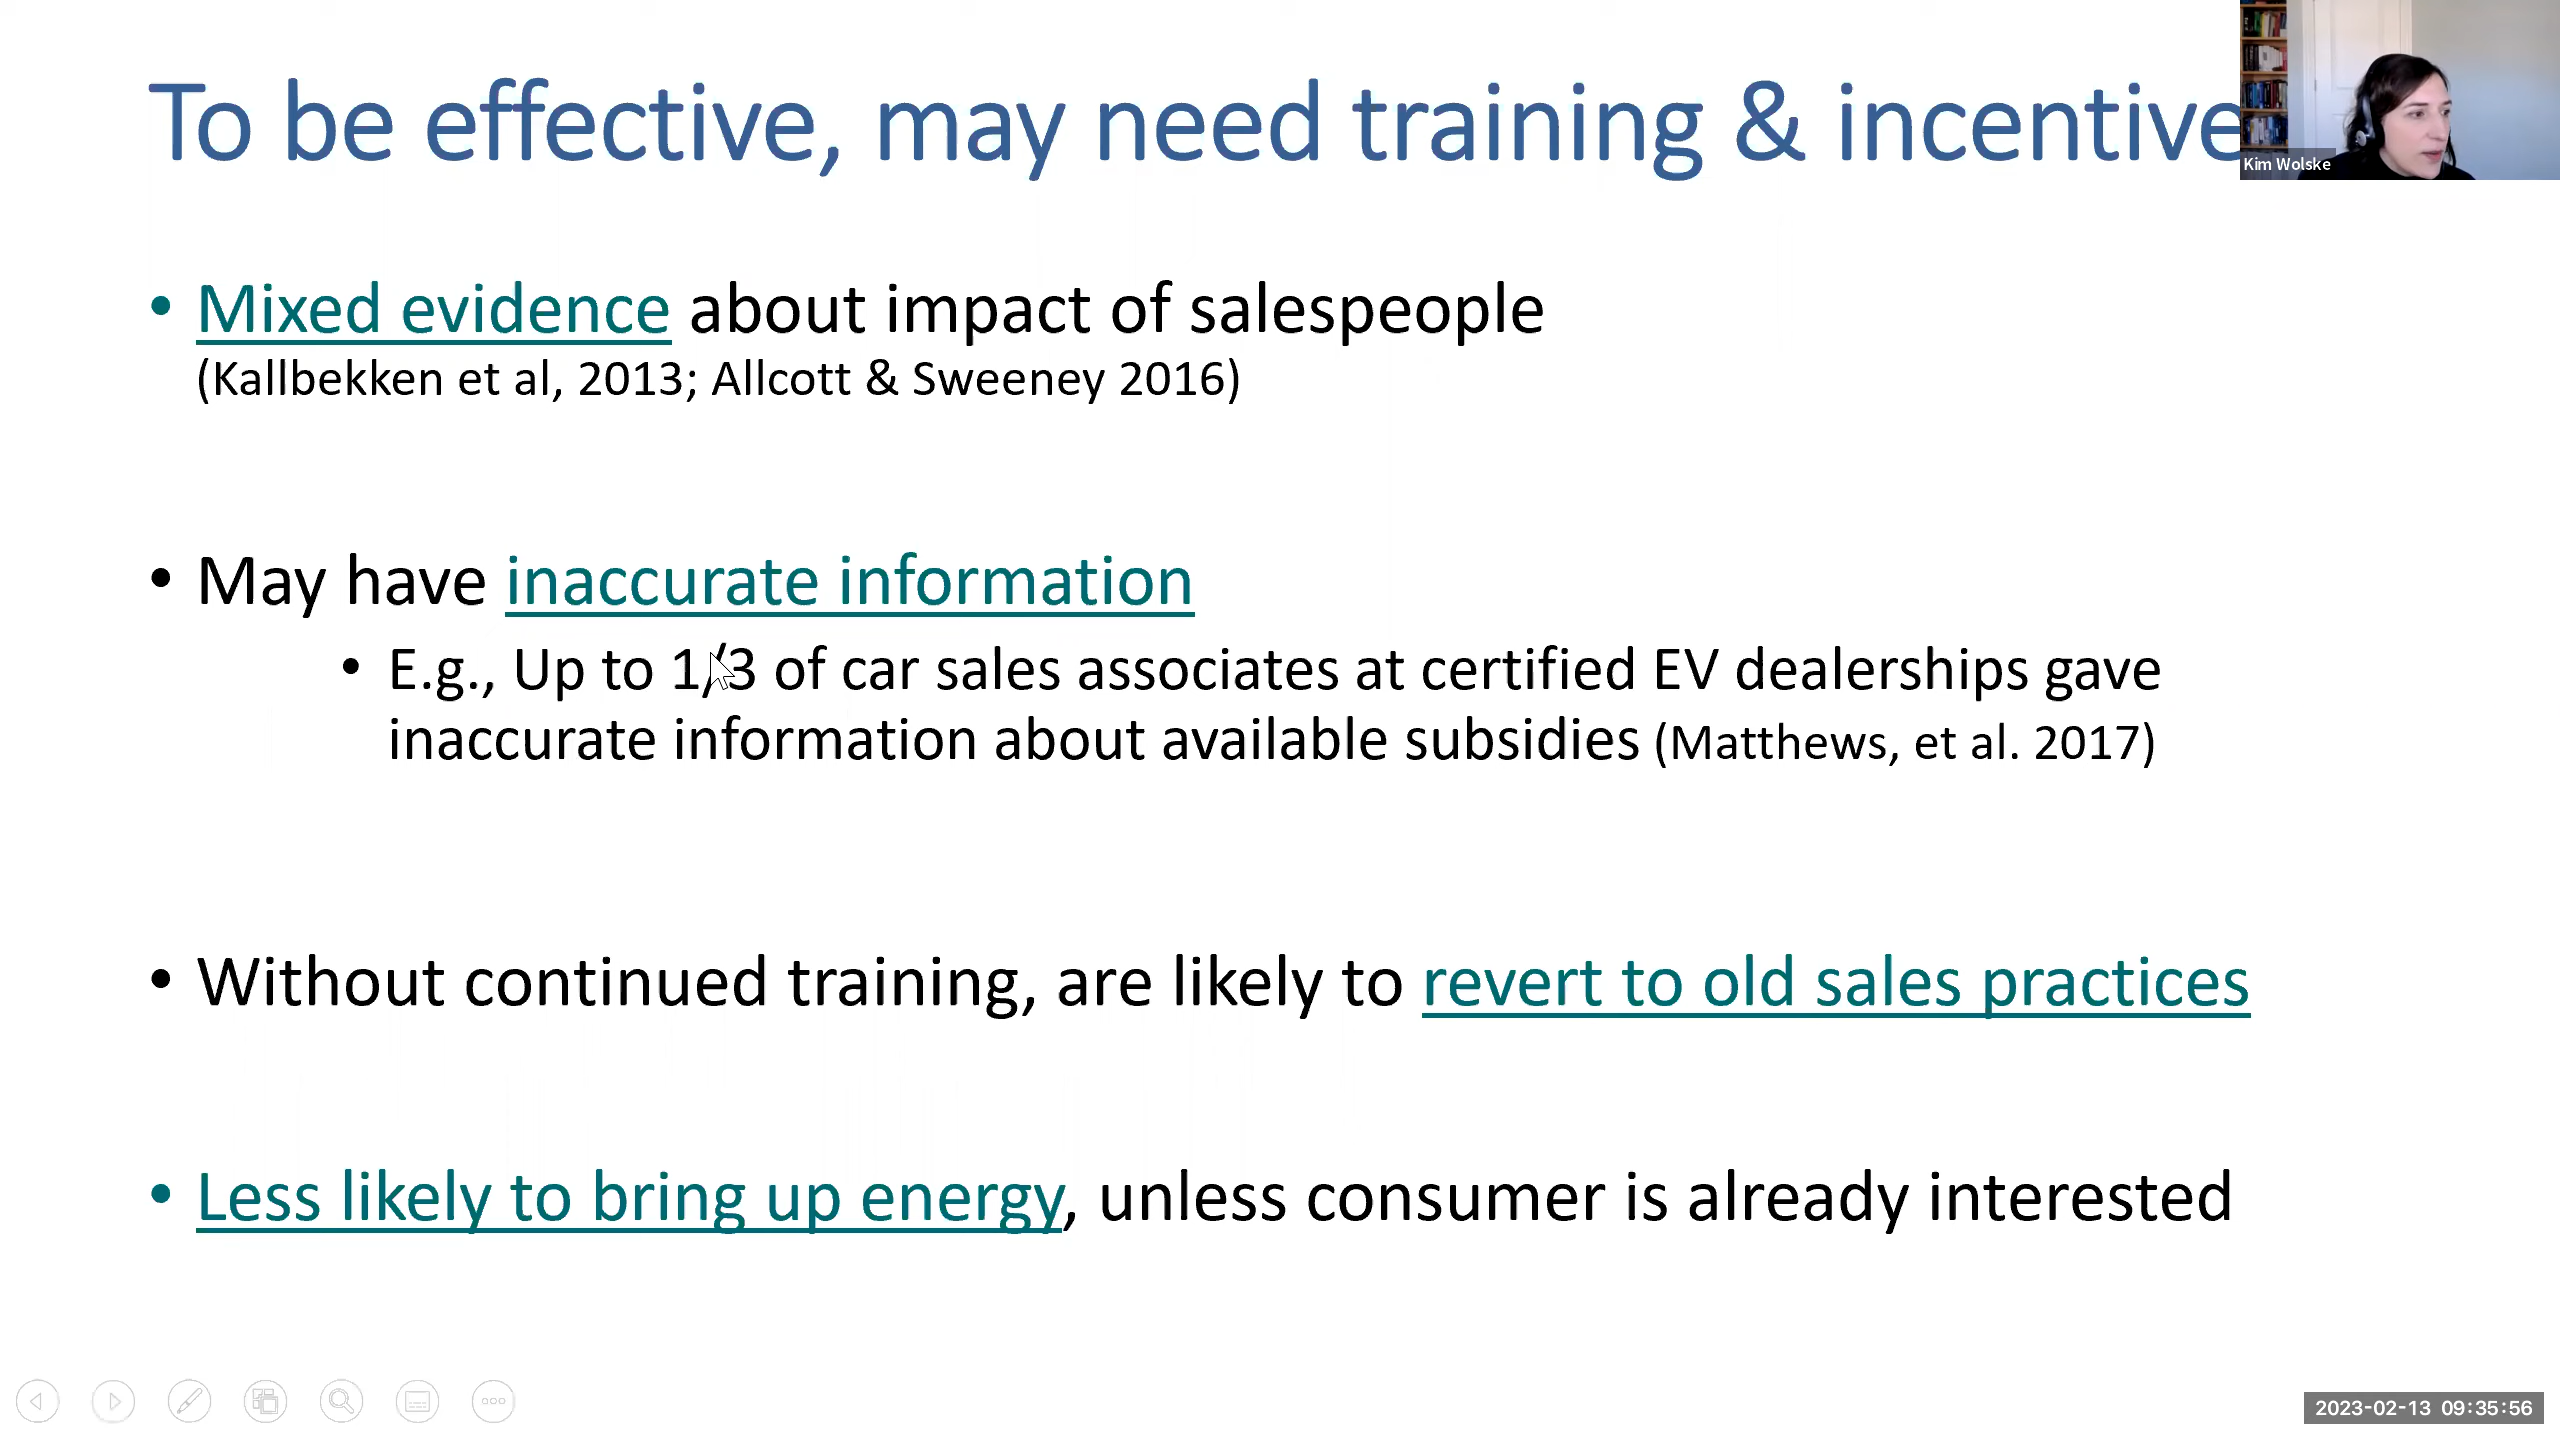 To be effective, may need training & incentive
Kim Wolske
• Mixed evidence about impact of salespeople
(Kallbekken et al, 2013; Allcott & Sweeney 2016)
• May have inaccurate information
• E.g., Up to 1/3 of car sales associates at certified EV dealerships gave
inaccurate information about available subsidies (Matthews, et al. 2017)
• Without continued training, are likely to revert to old sales practices
• Less likely to bring up energy, unless consumer is already interested
2023-02-13 09:35:56